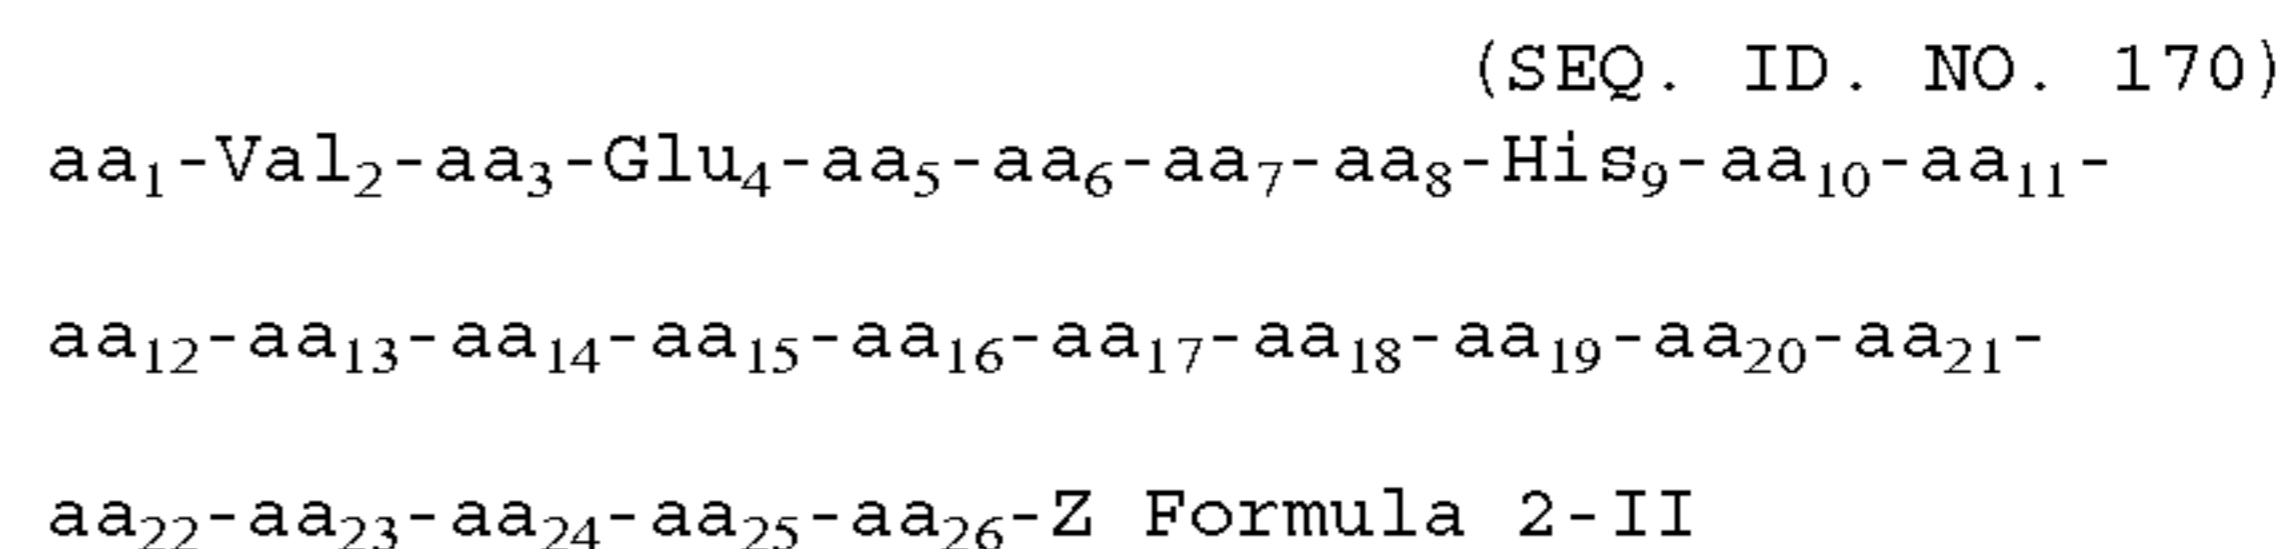 (SEQ. ID. NO. 170)
aa₁-Val₂-aa₃-Glu₄-aa₅-aa₆-aa₇-aa₈-His₉-aa₁₀-aa₁₁-
aa₁₂-aa₁₃-aa₁₄-aa₁₅-aa₁₆-aa₁₇-aa₁₈-aa₁₉-aa₂₀-aa₂₁-
aa₂₂-aa₂₃-aa₂₄-aa₂₅-aa₂₆-Z Formula 2-II